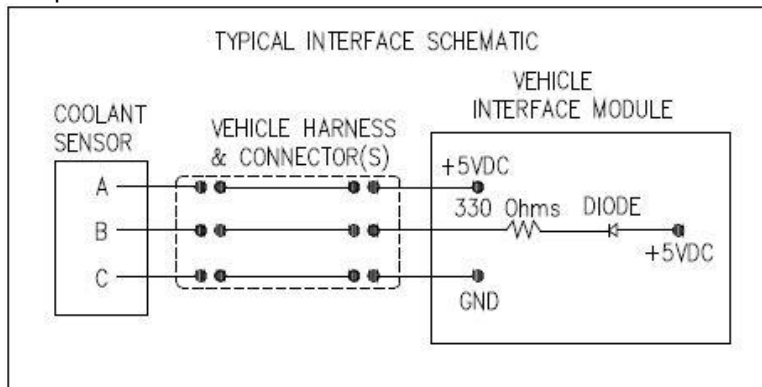 TYPICAL INTERFACE SCHEMATIC
VEHICLE
INTERFACE MODULE
COOLANT
SENSOR
VEHICLE HARNESS
& CONNECTOR(S)
+5VDC
A
330 Ohms DIODE
B
+5VDC
C
GND